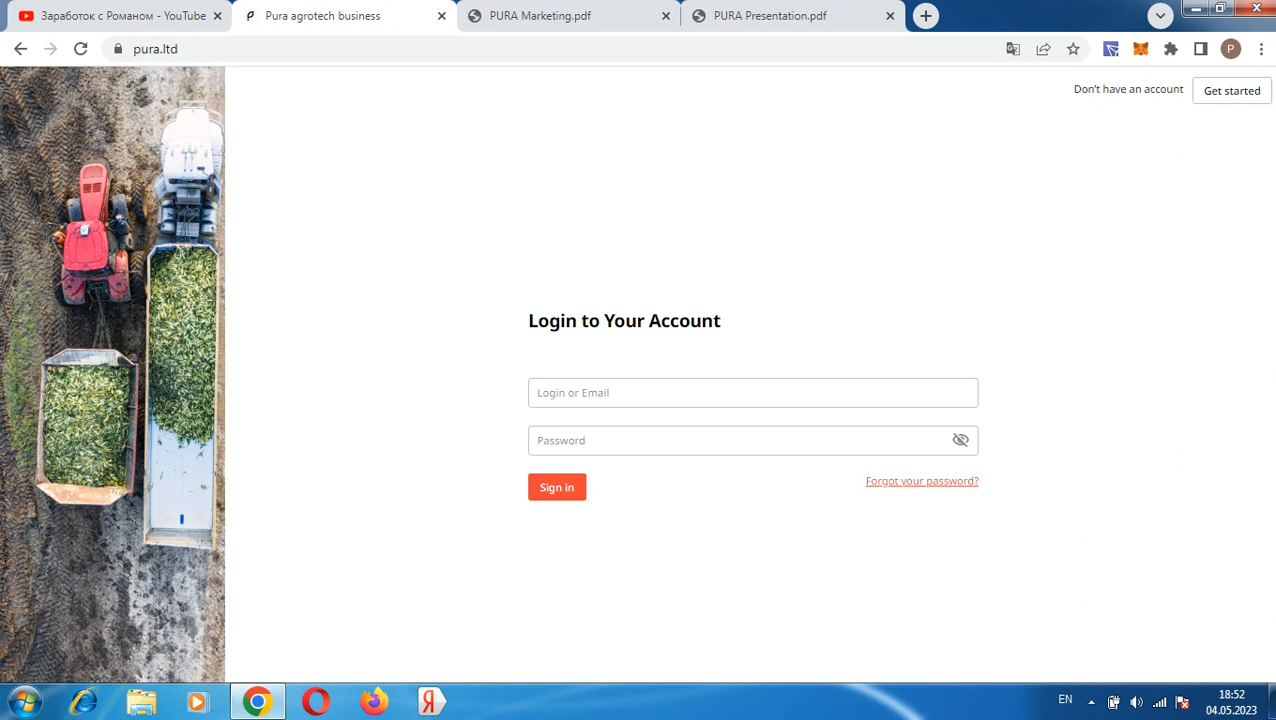 Заработок с Романом - YouTube
Pura agrotech business
PURA Marketing.pdf
PURA Presentation.pdf
pura.ltd
P
Don't have an account
Get started
Login to Your Account
Login or Email
Password
Sign in
Forgot your password?
EN
18:52
04.05.2023